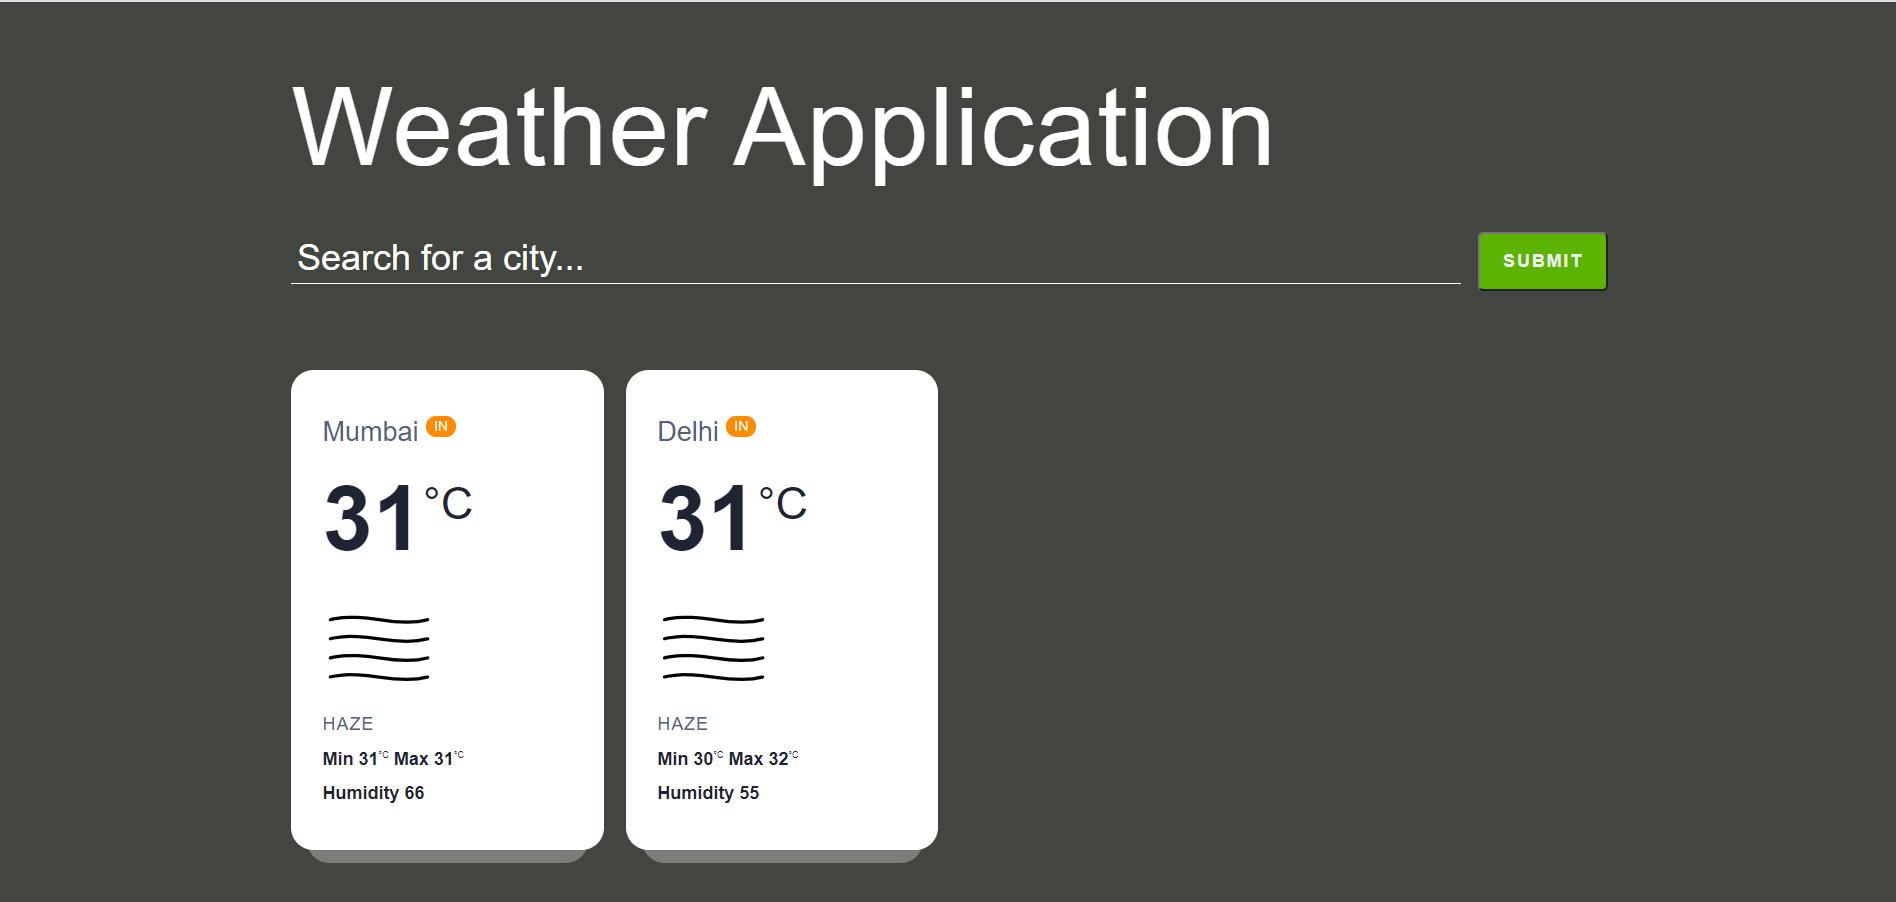 Weather Application
Search for a city...
SUBMIT
Mumbai IN
31°C
HAZE
Min 31°C Max 31°C
Humidity 66
Delhi IN
31°C
HAZE
Min 30°C Max 32°C
Humidity 55